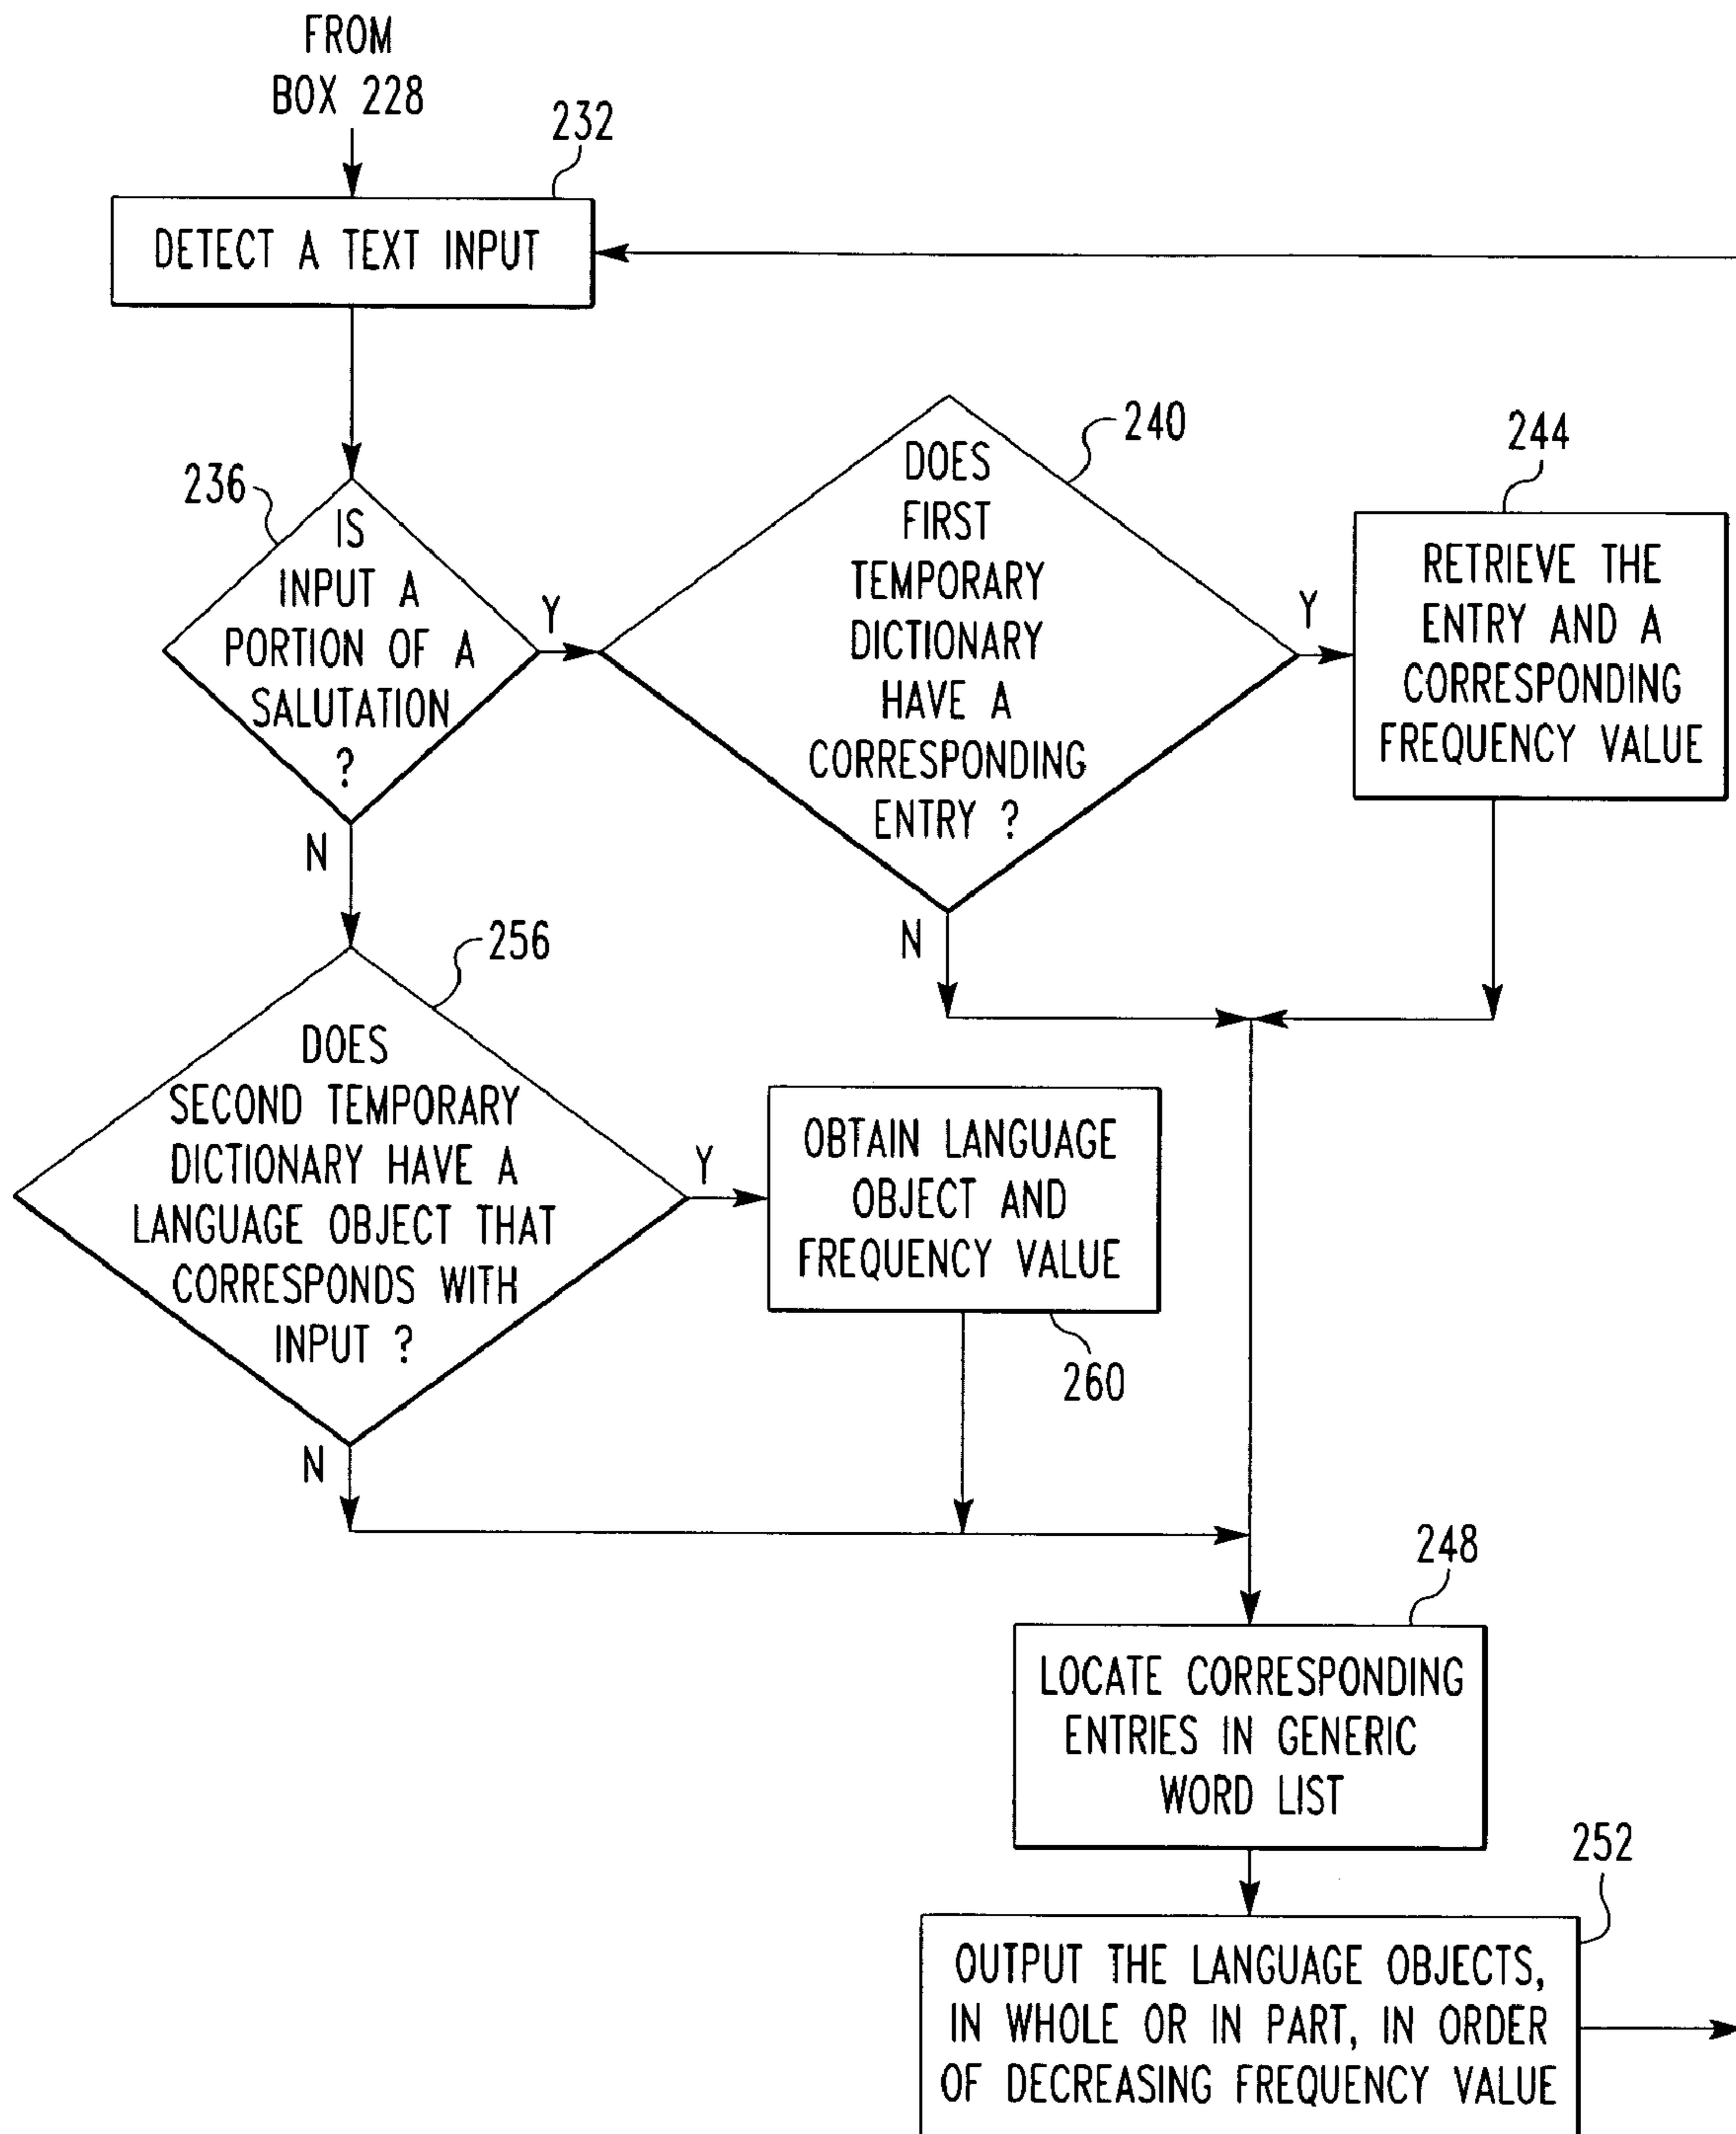 FROM
BOX 228
232
DETECT A TEXT INPUT
236
IS
INPUT A
PORTION OF A
SALUTATION
?
Y
N
240
DOES
FIRST
TEMPORARY
DICTIONARY
HAVE A
CORRESPONDING
ENTRY ?
Y
N
244
RETRIEVE THE
ENTRY AND A
CORRESPONDING
FREQUENCY VALUE
256
DOES
SECOND TEMPORARY
DICTIONARY HAVE A
LANGUAGE OBJECT THAT
CORRESPONDS WITH
INPUT ?
Y
N
OBTAIN LANGUAGE
OBJECT AND
FREQUENCY VALUE
260
248
LOCATE CORRESPONDING
ENTRIES IN GENERIC
WORD LIST
252
OUTPUT THE LANGUAGE OBJECTS,
IN WHOLE OR IN PART, IN ORDER
OF DECREASING FREQUENCY VALUE